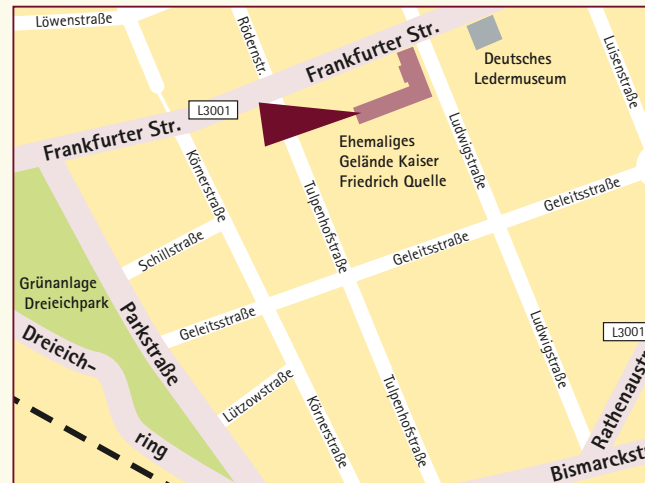 Löwenstraße
Rödernstr.
Frankfurter Str.
Deutsches
Ledermuseum
Luisenstraße
L3001
Frankfurter Str.
Ehemaliges
Gelände Kaiser
Friedrich Quelle
Ludwigstraße
Körnerstraße
Tulpenhofstraße
Geleitsstraße
Schillstraße
Geleitsstraße
Grünanlage
Dreieichpark
Parkstraße
Geleitsstraße
Ludwigstraße
L3001
Dreieich-
ring
Lützowstraße
Körnerstraße
Tulpenhofstraße
Rathenaustr
Bismarckstr